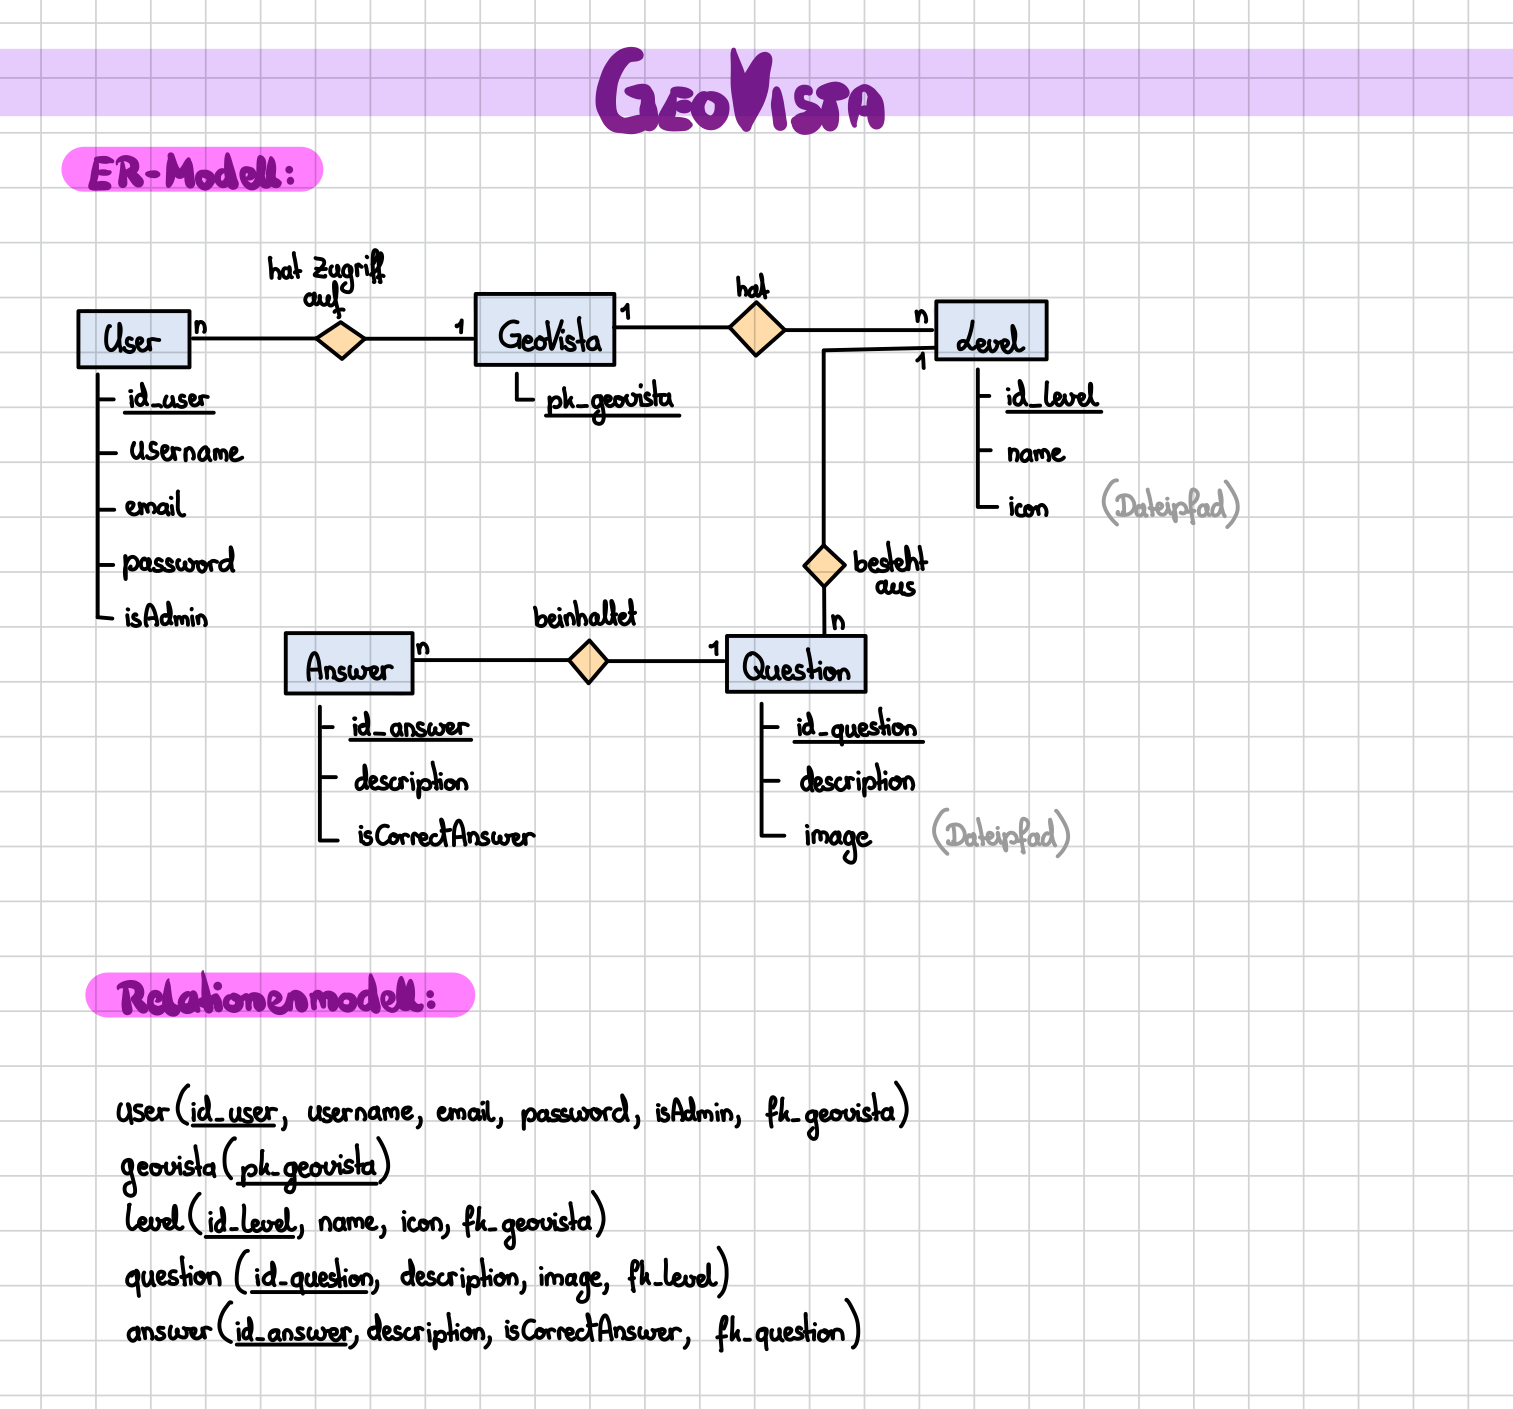 GeoVista
ER-Modell:
hat Zugriff
auf
hat
User
n
1
GeoVista
1
n
Level
1
id_user
username
email
password
isAdmin
pk_geovista
id_level
name
icon (Dateipfad)
besteht
aus
n
beinhaltet
Answer
n
1
Question
id_answer
description
isCorrectAnswer
id_question
description
image (Dateipfad)
Relationenmodell:
user (id_user, username, email, password, isAdmin, fk_geovista)
geovista (pk_geovista)
level (id_level, name, icon, fk_geovista)
question (id_question, description, image, fk_level)
answer (id_answer, description, isCorrectAnswer, fk_question)